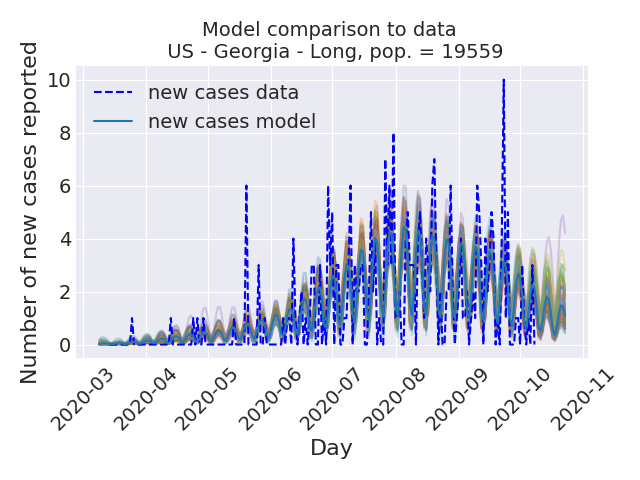 Model comparison to data
US - Georgia - Long, pop. = 19559
Number of new cases reported
10
8
6
4
2
0
new cases data
new cases model
2020-03
2020-04
2020-05
2020-06
2020-07
2020-08
2020-09
2020-10
2020-11
Day